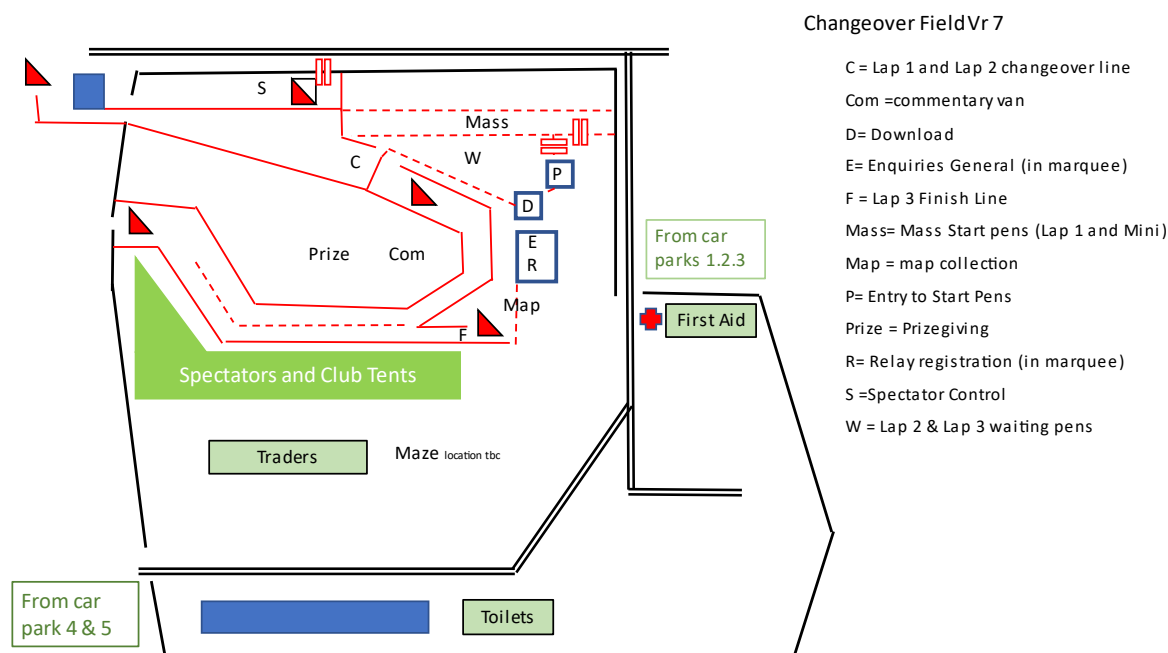 Changeover Field Vr 7
C = Lap 1 and Lap 2 changeover line
Com =commentary van
D= Download
E= Enquiries General (in marquee)
F = Lap 3 Finish Line
Mass= Mass Start pens (Lap 1 and Mini)
Map = map collection
P= Entry to Start Pens
Prize = Prizegiving
R= Relay registration (in marquee)
S =Spectator Control
W = Lap 2 & Lap 3 waiting pens
S
Mass
C
W
P
D
E
R
Prize
Com
Map
F
From car
parks 1.2.3
First Aid
Spectators and Club Tents
Traders
Maze location tbc
From car
park 4 & 5
Toilets